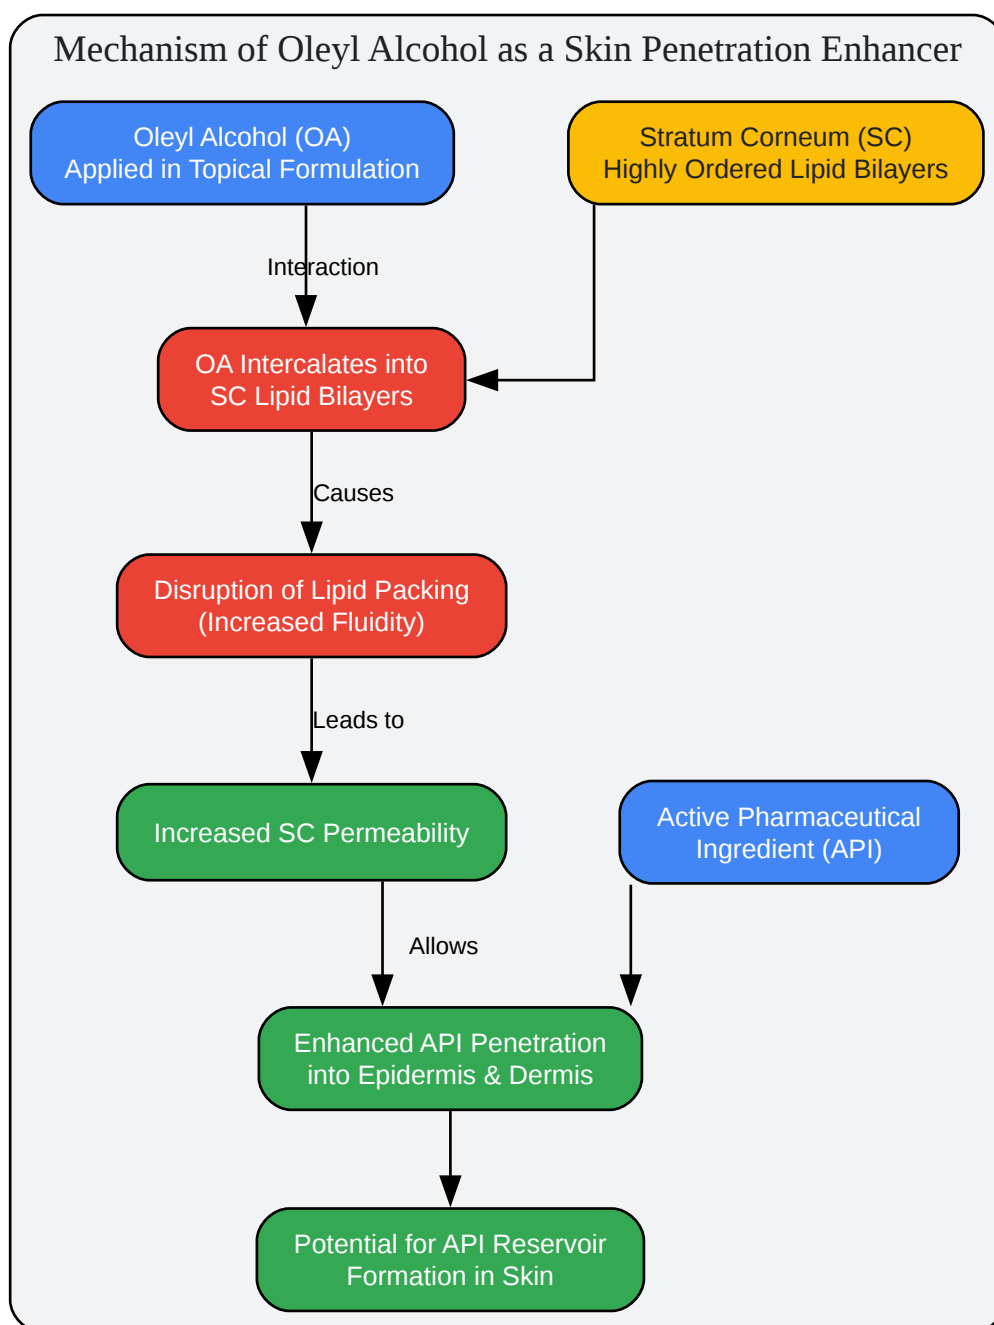 Mechanism of Oleyl Alcohol as a Skin Penetration Enhancer
Oleyl Alcohol (OA)
Applied in Topical Formulation
Stratum Corneum (SC)
Highly Ordered Lipid Bilayers
Interaction
OA Intercalates into
SC Lipid Bilayers
Causes
Disruption of Lipid Packing
(Increased Fluidity)
Leads to
Increased SC Permeability
Active Pharmaceutical
Ingredient (API)
Allows
Enhanced API Penetration
into Epidermis & Dermis
Potential for API Reservoir
Formation in Skin